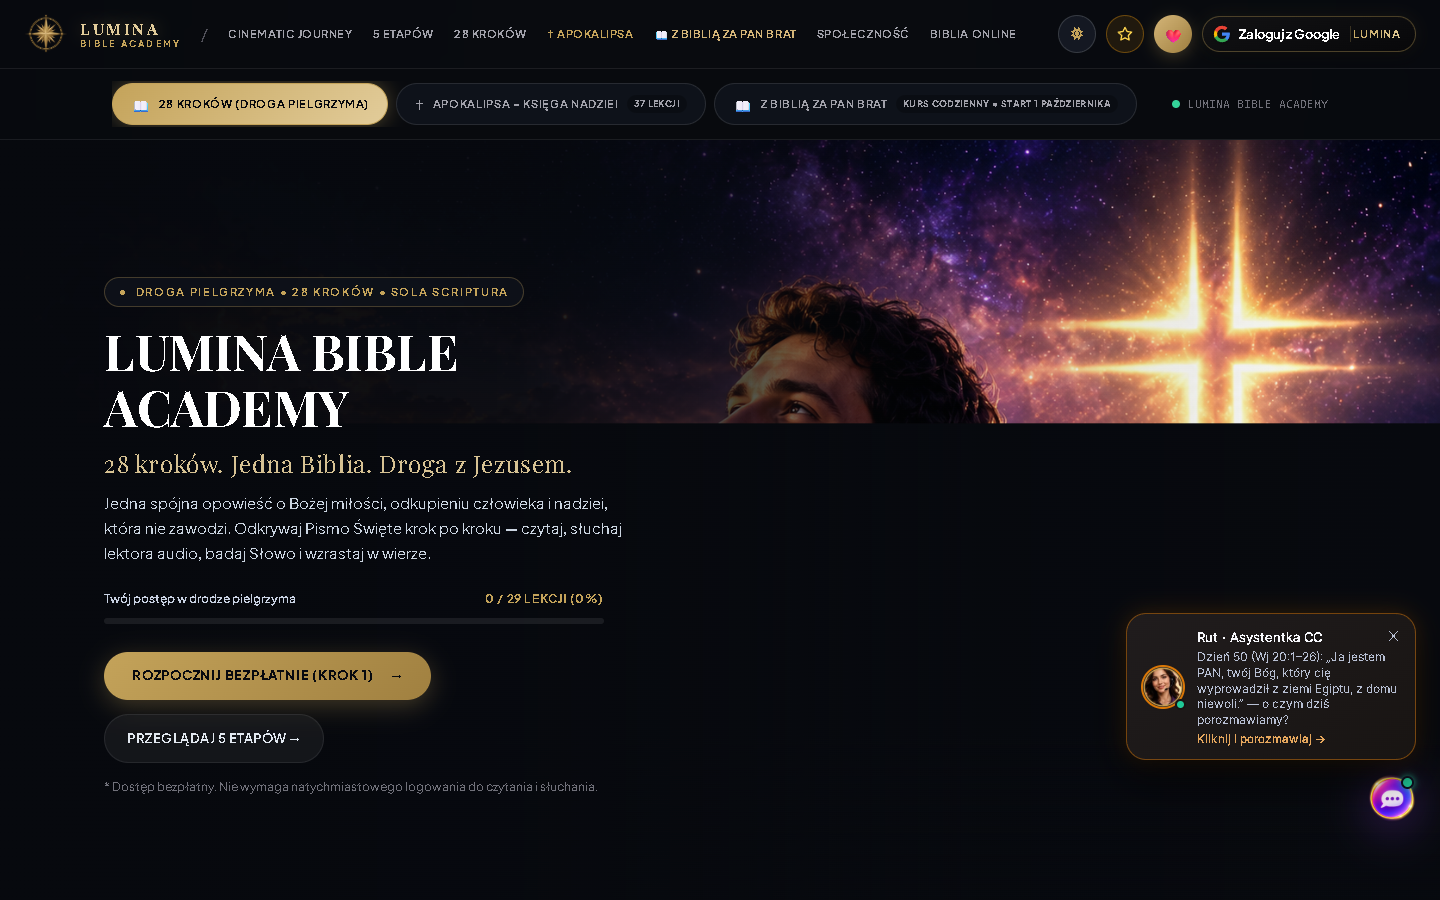 LUMINA
BIBLE ACADEMY
/
CINEMATIC JOURNEY
5 ETAPÓW
28 KROKÓW
† APOKALIPSA
📖 Z BIBLIĄ ZA PAN BRAT
SPOŁECZNOŚĆ
BIBLIA ONLINE
Zaloguj z Google
LUMINA
📖 28 KROKÓW (DROGA PIELGRZYMA)
† APOKALIPSA – KSIĘGA NADZIEI 37 LEKCJI
📖 Z BIBLIĄ ZA PAN BRAT KURS CODZIENNY • START 1 PAŹDZIERNIKA
LUMINA BIBLE ACADEMY
• DROGA PIELGRZYMA • 28 KROKÓW • SOLA SCRIPTURA
LUMINA BIBLE
ACADEMY
28 kroków. Jedna Biblia. Droga z Jezusem.
Jedna spójna opowieść o Bożej miłości, odkupieniu człowieka i nadziei,
która nie zawodzi. Odkrywaj Pismo Święte krok po kroku — czytaj, słuchaj
lektora audio, badaj Słowo i wzrastaj w wierze.
Twój postęp w drodze pielgrzyma
0 / 29 LEKCJI (0%)
ROZPOCZNIJ BEZPŁATNIE (KROK 1) →
PRZEGLĄDAJ 5 ETAPÓW →
* Dostęp bezpłatny. Nie wymaga natychmiastowego logowania do czytania i słuchania.
Rut · Asystentka CC
Dzień 50 (Wj 20:1–26): „Ja jestem
PAN, twój Bóg, który cię
wyprowadził z ziemi Egiptu, z domu
niewoli.” — o czym dziś
porozmawiamy?
Kliknij i porozmawiaj →